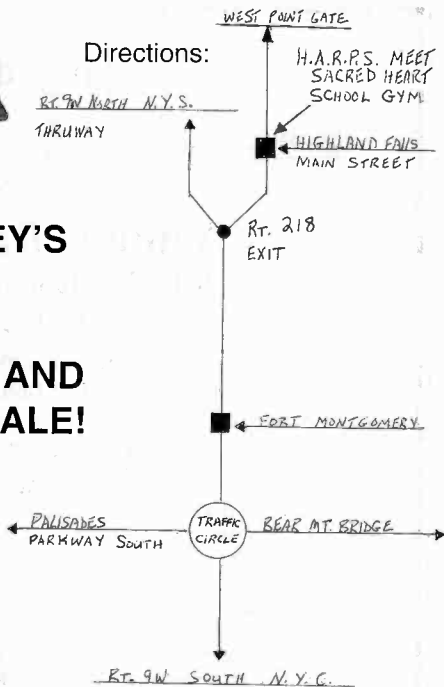 WEST POINT GATE
Directions:
H.A.R.P.S. MEET
SACRED HEART
SCHOOL GYM
RT. 9W NORTH N.Y.S.
THRUWAY
HIGHLAND FALLS
MAIN STREET
EY'S
RT. 218
EXIT
AND
ALE!
FORT MONTGOMERY
PALISADES
PARKWAY SOUTH
TRAFFIC
CIRCLE
BEAR MT. BRIDGE
RT. 9W SOUTH N.Y.C.